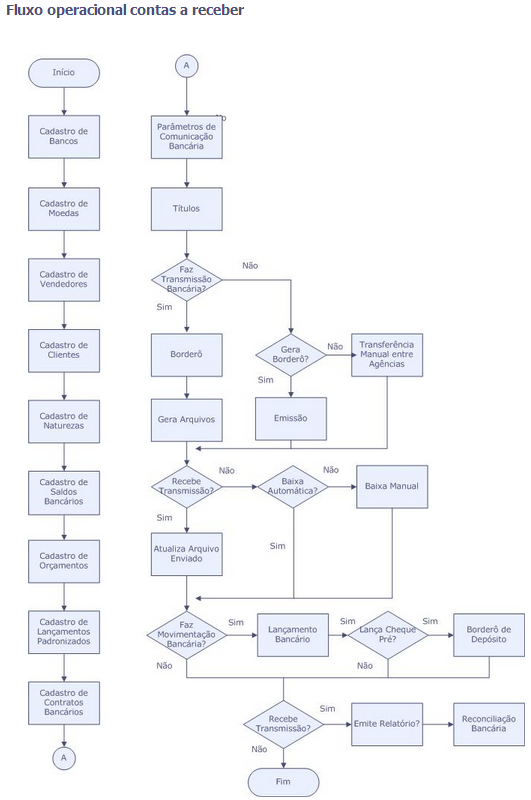 Fluxo operacional contas a receber
Início
Cadastro de
Bancos
Cadastro de
Moedas
Cadastro de
Vendedores
Cadastro de
Clientes
Cadastro de
Naturezas
Cadastro de
Saldos
Bancários
Cadastro de
Orçamentos
Cadastro de
Lançamentos
Padronizados
Cadastro de
Contratos
Bancários
A
A
Parâmetros de
Comunicação
Bancária
Títulos
Faz
Transmissão
Bancária?
Não
Sim
Borderô
Gera
Borderô?
Não
Transferência
Manual entre
Agências
Sim
Gera Arquivos
Emissão
Recebe
Transmissão?
Não
Baixa
Automática?
Não
Baixa Manual
Sim
Sim
Atualiza Arquivo
Enviado
Faz
Movimentação
Bancária?
Sim
Lançamento
Bancário
Sim
Lança Cheque
Pré?
Sim
Borderô de
Depósito
Não
Não
Recebe
Transmissão?
Sim
Emite Relatório?
Reconciliação
Bancária
Não
Fim